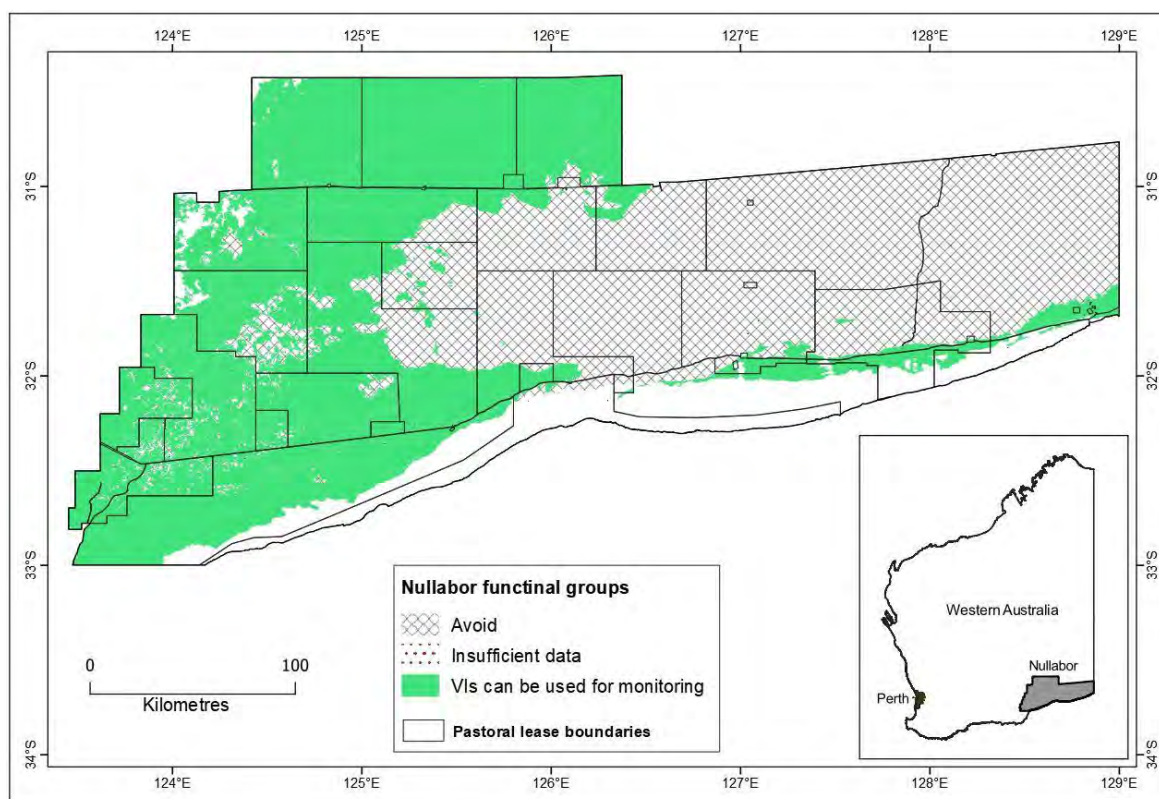 124°E 125°E 126°E 127°E 128°E 129°E
31°S 31°S
32°S 32°S
33°S 33°S
34°S 34°S
Nullabor functinal groups
Avoid
Insufficient data
VIs can be used for monitoring
Pastoral lease boundaries
0 100
Kilometres
Western Australia
Nullabor
Perth
124°E 125°E 126°E 127°E 128°E 129°E